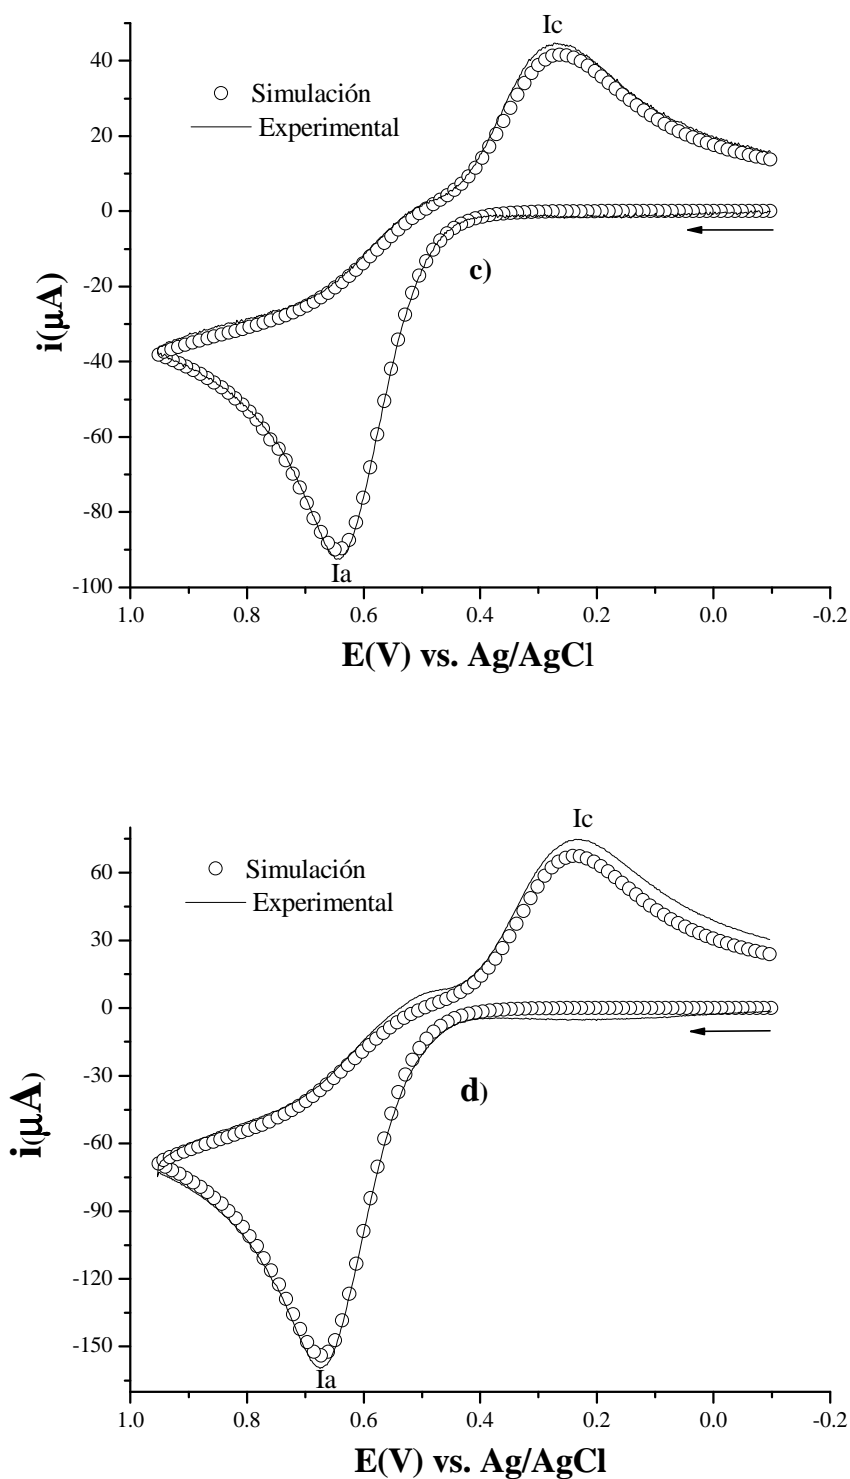 Ic
40
Simulación
Experimental
20
0
c)
-20
i(μA)
-40
-60
-80
Ia
-100
1.0 0.8 0.6 0.4 0.2 0.0 -0.2
E(V) vs. Ag/AgCl
Ic
60
Simulación
Experimental
30
0
-30
d)
i(μA)
-60
-90
-120
-150
Ia
1.0 0.8 0.6 0.4 0.2 0.0 -0.2
E(V) vs. Ag/AgCl